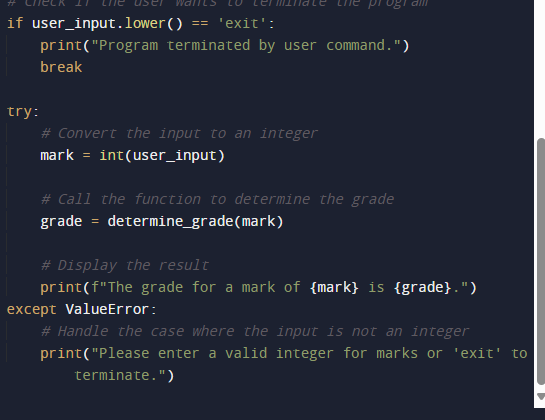 # Check if the user wants to terminate the program
if user_input.lower() == 'exit':
    print("Program terminated by user command.")
    break

try:
    # Convert the input to an integer
    mark = int(user_input)

    # Call the function to determine the grade
    grade = determine_grade(mark)

    # Display the result
    print(f"The grade for a mark of {mark} is {grade}.")
except ValueError:
    # Handle the case where the input is not an integer
    print("Please enter a valid integer for marks or 'exit' to
        terminate.")